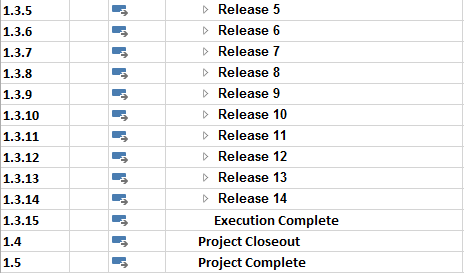 1.3.5 Release 5
1.3.6 Release 6
1.3.7 Release 7
1.3.8 Release 8
1.3.9 Release 9
1.3.10 Release 10
1.3.11 Release 11
1.3.12 Release 12
1.3.13 Release 13
1.3.14 Release 14
1.3.15 Execution Complete
1.4 Project Closeout
1.5 Project Complete